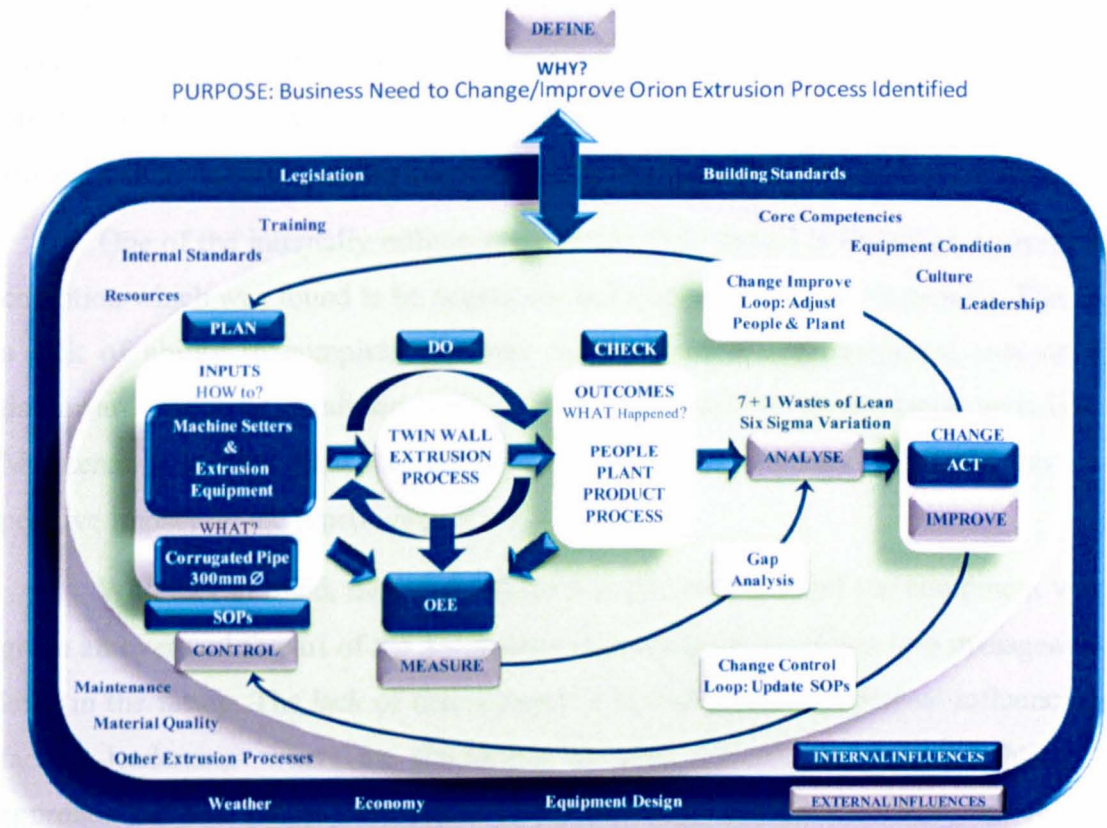 DEFINE
WHY?
PURPOSE: Business Need to Change/Improve Orion Extrusion Process Identified
Legislation
Building Standards
Training
Core Competencies
Internal Standards
Equipment Condition
Resources
Culture
Leadership
Change Improve
Loop: Adjust
People & Plant
PLAN
DO
CHECK
INPUTS
HOW to?
Machine Setters
&
Extrusion
Equipment
WHAT?
Corrugated Pipe
300mm Ø
SOPs
CONTROL
TWIN WALL
EXTRUSION
PROCESS
OEE
MEASURE
OUTCOMES
WHAT Happened?
PEOPLE
PLANT
PRODUCT
PROCESS
7 + 1 Wastes of Lean
Six Sigma Variation
ANALYSE
CHANGE
ACT
IMPROVE
Gap
Analysis
Change Control
Loop: Update SOPs
Maintenance
Material Quality
Other Extrusion Processes
INTERNAL INFLUENCES
Weather
Economy
Equipment Design
EXTERNAL INFLUENCES